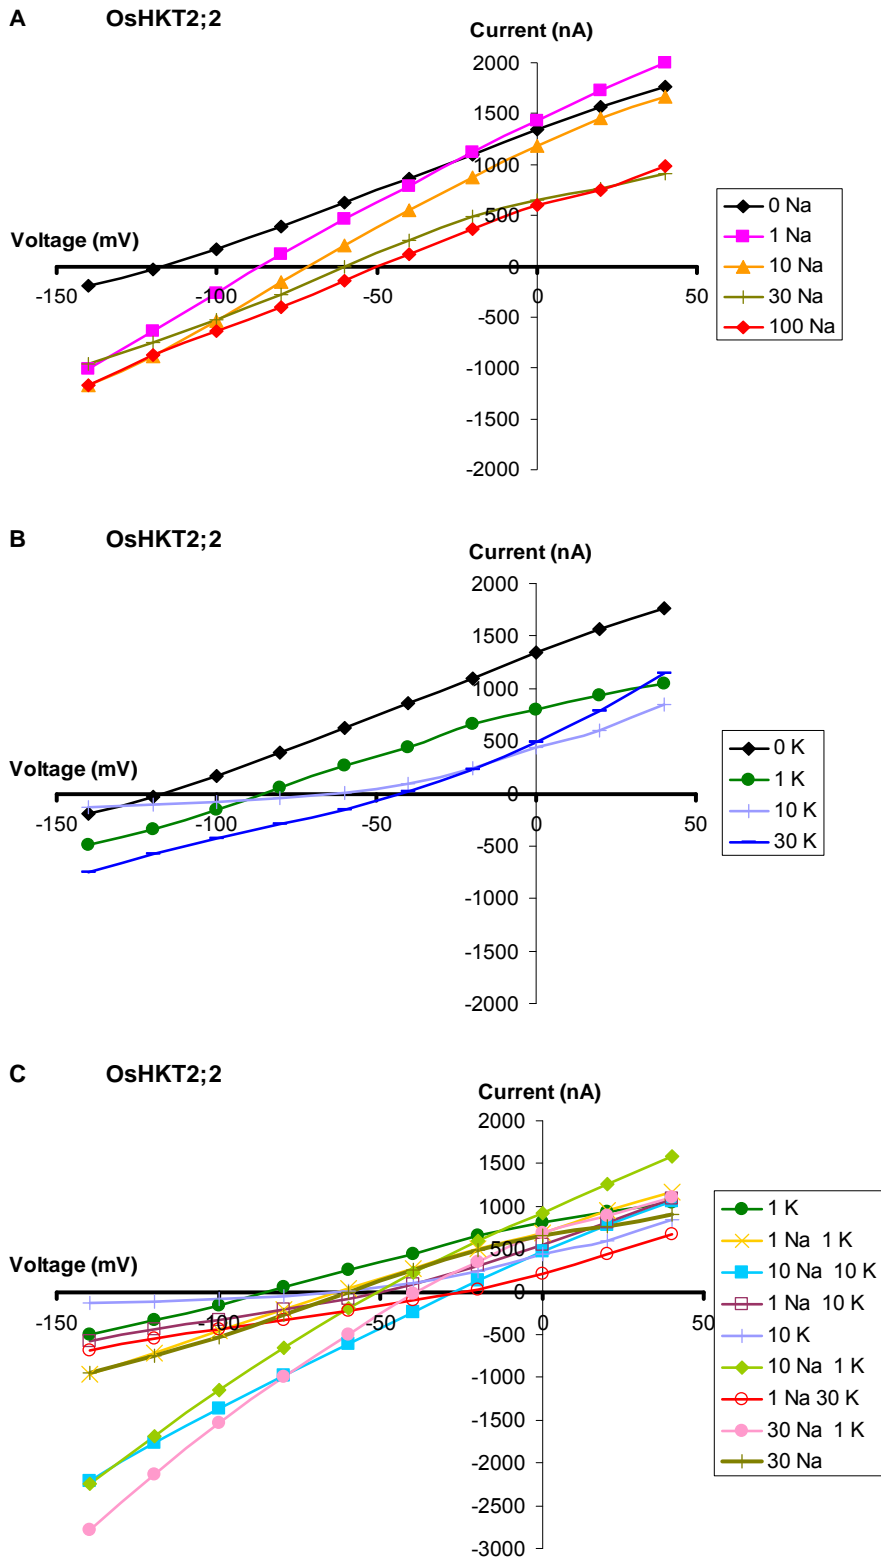 A OsHKT2;2
Current (nA)
2000
1500
1000
500
0
-500
-1000
-1500
-2000
Voltage (mV)
-150 -100 -50 0 50
0 Na
1 Na
10 Na
30 Na
100 Na
B OsHKT2;2
Current (nA)
2000
1500
1000
500
0
-500
-1000
-1500
-2000
Voltage (mV)
-150 -100 -50 0 50
0 K
1 K
10 K
30 K
C OsHKT2;2
Current (nA)
2000
1500
1000
500
0
-500
-1000
-1500
-2000
-2500
-3000
Voltage (mV)
-150 -100 -50 0 50
1 K
1 Na 1 K
10 Na 10 K
1 Na 10 K
10 K
10 Na 1 K
1 Na 30 K
30 Na 1 K
30 Na